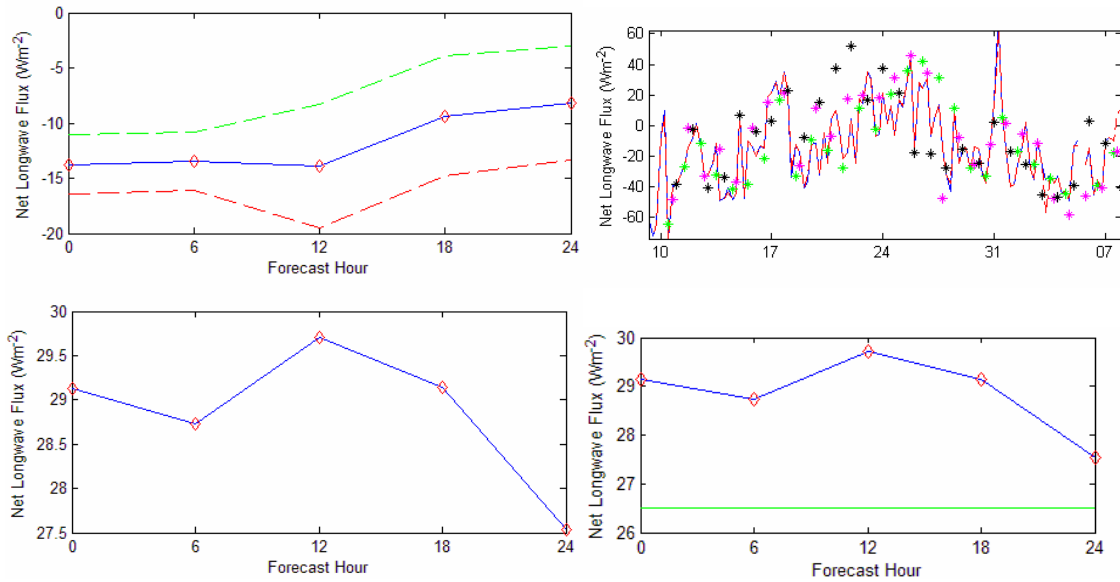 0
-5
-10
-15
-20
Net Longwave Flux (Wm-2)
0 6 12 18 24
Forecast Hour
60
40
20
0
-20
-40
-60
Net Longwave Flux (Wm-2)
10 17 24 31 07
30
29.5
29
28.5
28
27.5
Net Longwave Flux (Wm-2)
0 6 12 18 24
Forecast Hour
30
29
28
27
26
Net Longwave Flux (Wm-2)
0 6 12 18 24
Forecast Hour